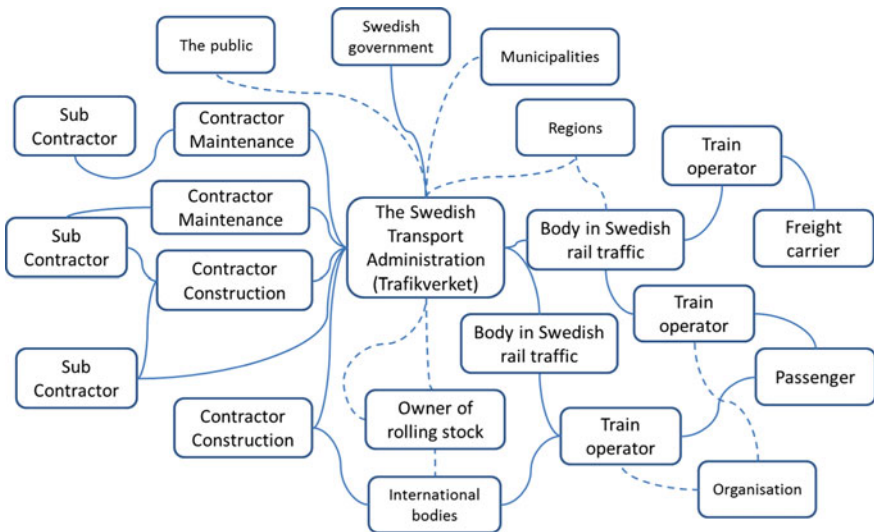 The public
Swedish
government
Municipalities
Sub
Contractor
Contractor
Maintenance
Regions
Train
operator
Contractor
Maintenance
The Swedish
Transport
Administration
(Trafikverket)
Body in Swedish
rail traffic
Freight
carrier
Sub
Contractor
Contractor
Construction
Train
operator
Body in Swedish
rail traffic
Sub
Contractor
Passenger
Contractor
Construction
Owner of
rolling stock
Train
operator
International
bodies
Organisation